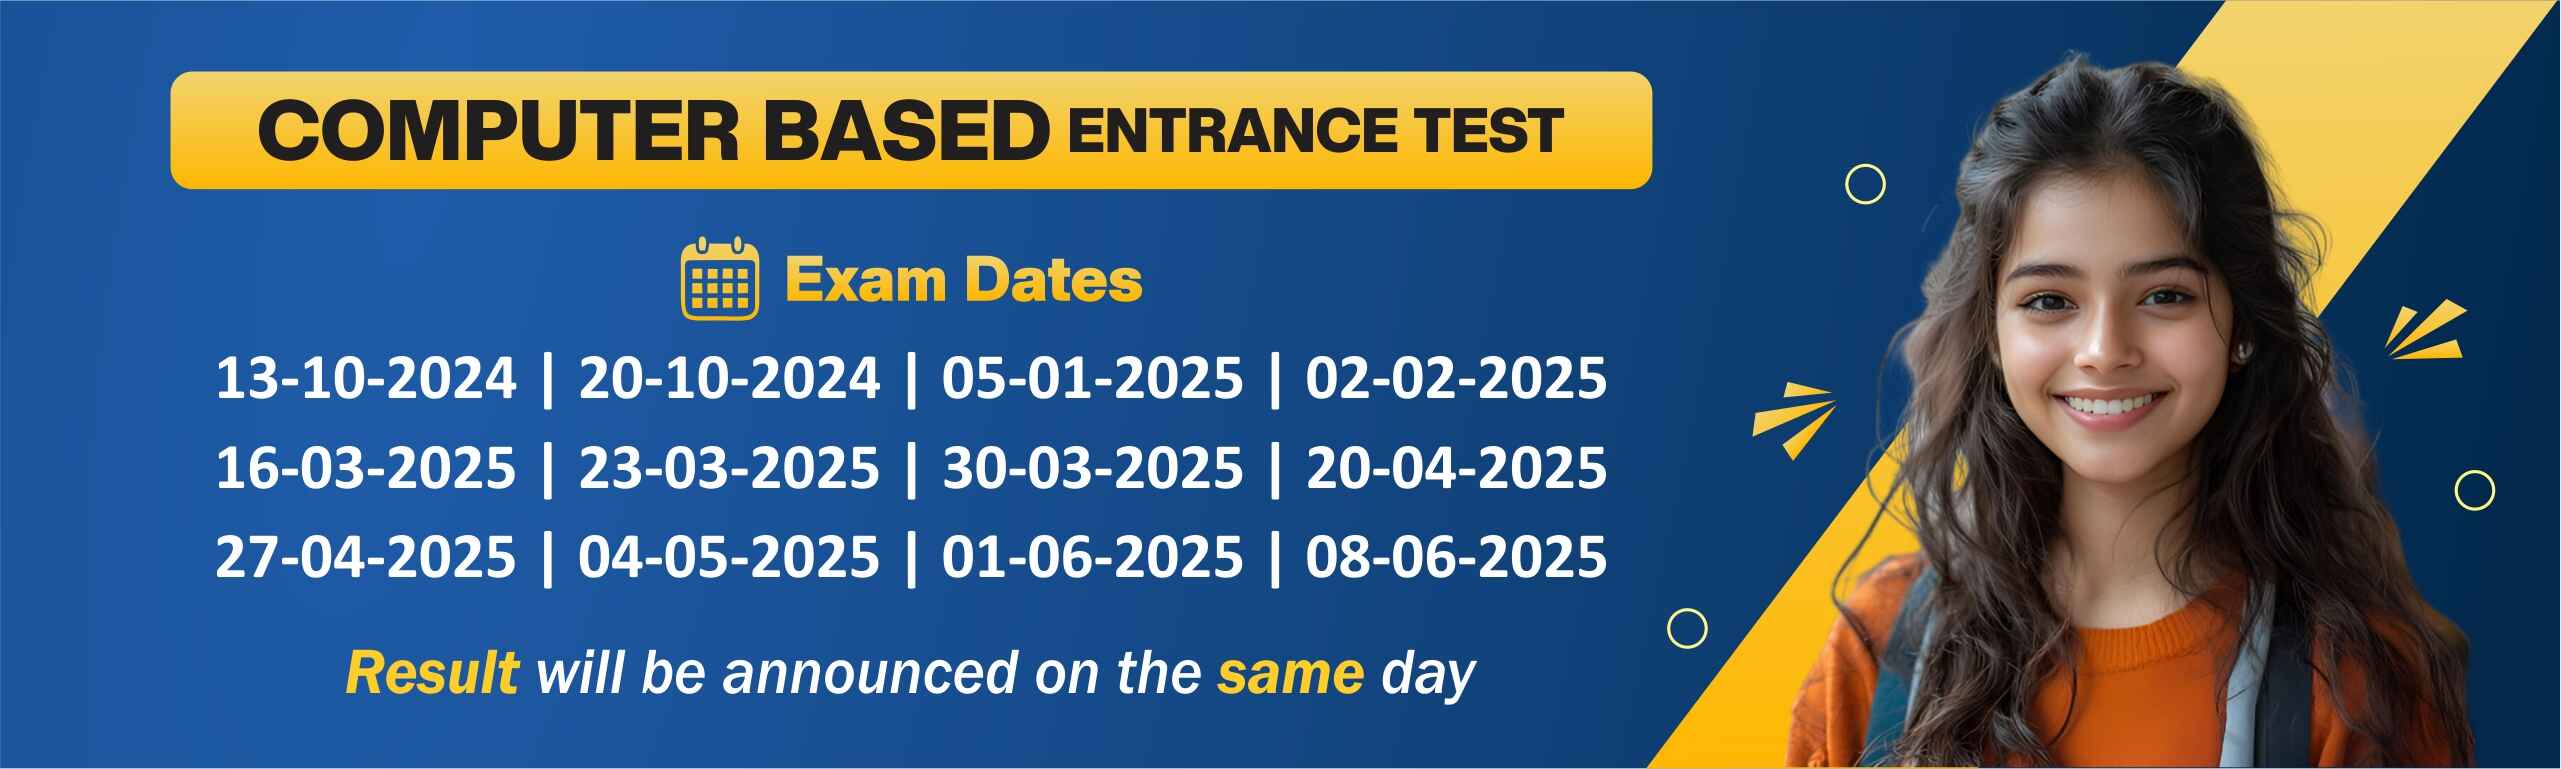 COMPUTER BASED ENTRANCE TEST
Exam Dates
13-10-2024 | 20-10-2024 | 05-01-2025 | 02-02-2025
16-03-2025 | 23-03-2025 | 30-03-2025 | 20-04-2025
27-04-2025 | 04-05-2025 | 01-06-2025 | 08-06-2025
Result will be announced on the same day